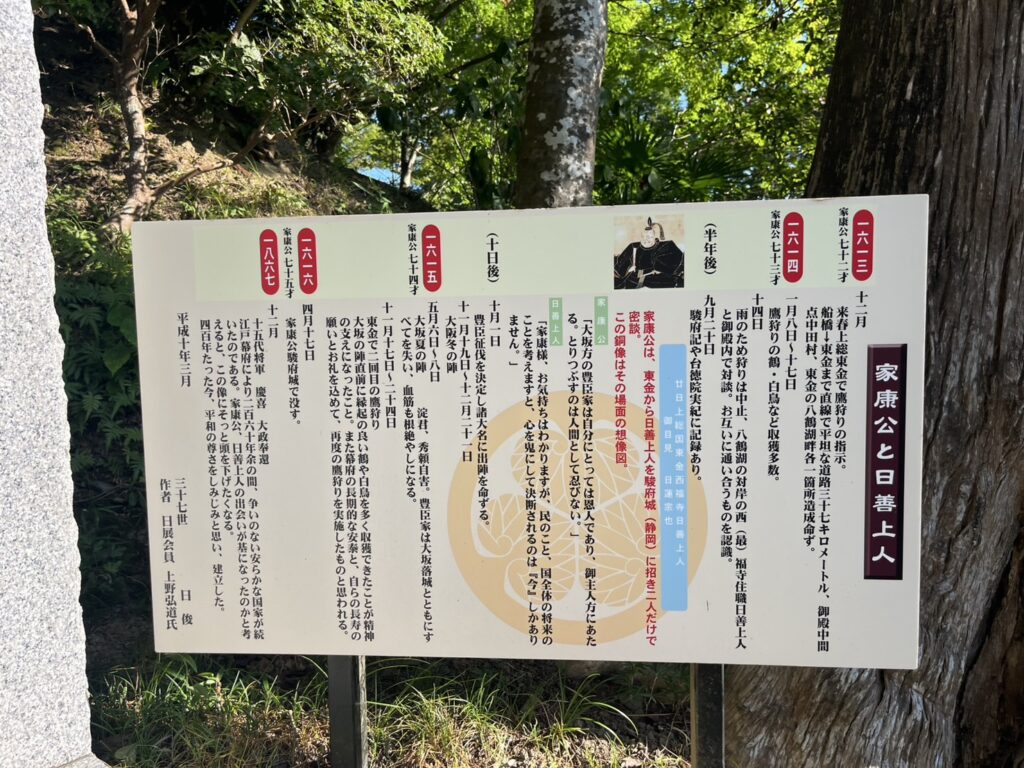 家康公と日善上人
一六一三
家康公 七十二才
十二月
来春上総東金で鷹狩りの指示。
船橋→東金まで直線で平坦な道路三十七キロメートル、御殿中間
点中田村、東金の八鶴湖畔各一箇所造成命ず。
一六一四
家康公 七十三才
一月八日〜十七日
鷹狩りの鶴・白鳥など収獲多数。
十四日
雨のため狩りは中止、八鶴湖の対岸の西（最）福寺住職日善上人
と御殿内で対談。お互いに通い合うものを認識。
（半年後）
九月二十日
駿府記や台徳院実紀に記録あり。
廿日上総国東金西福寺日善上人
御目見 日蓮宗也
家康公は、東金から日善上人を駿府城（静岡）に招き二人だけで
密談。
この銅像はその場面の想像図。
家康公
「大坂方の豊臣家は自分にとっては恩人であり、御主人方にあた
る。とりつぶすのは人間として忍びない。」
日善上人
「家康様、お気持ちはわかりますが、民のこと、国全体の将来の
ことを考えますと、心を鬼にして決断されるのは『今』しかあり
ません。」
（十日後）
十月一日
豊臣征伐を決定し諸大名に出陣を命ずる。
十一月十九日〜十二月二十一日
大阪冬の陣
一六一五
家康公 七十四才
五月六日〜八日
大坂夏の陣 淀君、秀頼自害。豊臣家は大坂落城とともにす
べてを失い、血筋も根絶やしになる。
十一月十七日〜二十四日
東金で二回目の鷹狩り
大坂の陣直前に縁起の良い鶴や白鳥を多く収獲できたことが精神
の支えになったこと。また幕府の長期的な安泰と、自らの長寿の
願いとお礼を込めて、再度の鷹狩りを実施したものと思われる。
一六一六
家康公 七十五才
四月十七日
家康公駿府城で没す。
一八六七
十二月
十五代将軍 慶喜 大政奉還
江戸幕府により二百六十年余の間、争いのない安らかな国家が続
いたのである。家康公、日善上人の出会いが基になったのかと考
えると、この像にそっと頭を下げたくなる。
四百年たった今、平和の尊さをしみじみと思い、建立した。
平成十年三月
三十七世 日俊
作者 日展会員 上野弘道氏